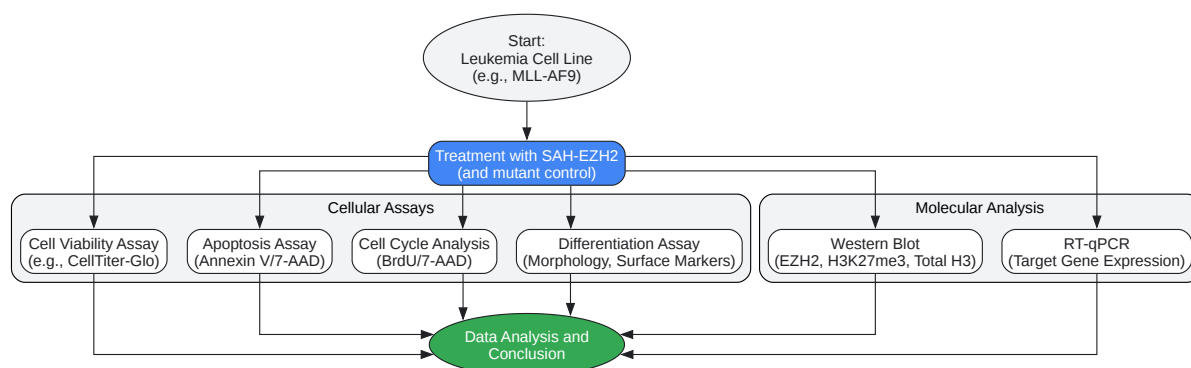 Start:
Leukemia Cell Line
(e.g., MLL-AF9)
Treatment with SAH-EZH2
(and mutant control)
Cellular Assays
Molecular Analysis
Cell Viability Assay
(e.g., CellTiter-Glo)
Apoptosis Assay
(Annexin V/7-AAD)
Cell Cycle Analysis
(BrdU/7-AAD)
Differentiation Assay
(Morphology, Surface Markers)
Western Blot
(EZH2, H3K27me3, Total H3)
RT-qPCR
(Target Gene Expression)
Data Analysis and
Conclusion